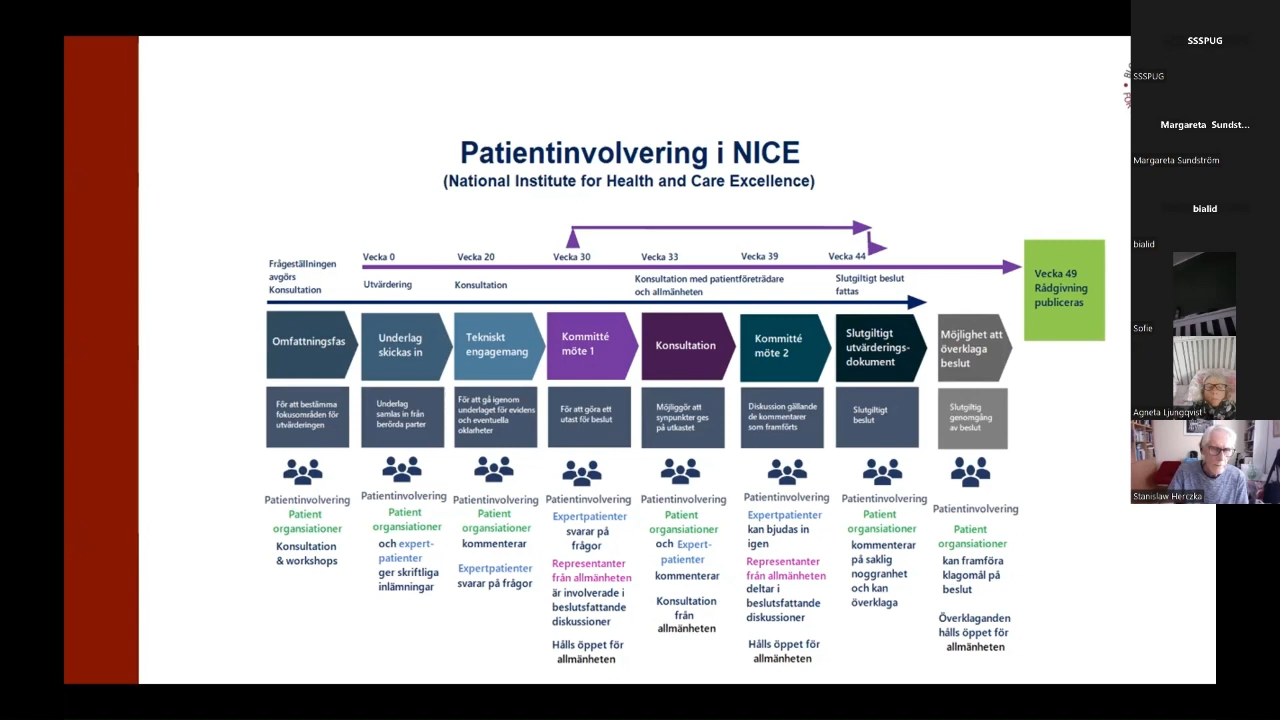 Patientinvolvering i NICE
(National Institute for Health and Care Excellence)
Frågeställningen
avgörs
Konsultation
Vecka 0
Vecka 20
Vecka 30
Vecka 33
Vecka 39
Vecka 44
Utvärdering
Konsultation
Konsultation med patientföreträdare
och allmänheten
Slutgiltigt beslut
fattas
Vecka 49
Rådgivning
publiceras
Omfattningsfas
Underlag
skickas in
Tekniskt
engagemang
Kommitté
möte 1
Konsultation
Kommitté
möte 2
Slutgiltigt
utvärderings-
dokument
Möjlighet att
överklaga
beslut
För att bestämma
fokusområden för
utvärderingen
Underlag
samlas in från
berörda parter
För att gå igenom
underlaget för evidens
och eventuella
oklarheter
För att göra ett
utast för beslut
Möjliggör att
synpunkter ges
på utkastet
Diskussion gällande
de kommentarer
som framförts
Slutgiltigt
beslut
Slutgiltig
genomgång
av beslut
Patientinvolvering
Patient
organsiationer
Konsultation
& workshops
Patientinvolvering
Patient
organsiationer
och expert-
patienter
ger skriftliga
inlämningar
Patientinvolvering
Patient
organsiationer
kommenterar
Expertpatienter
svarar på frågor
Patientinvolvering
Expertpatienter
svarar på
frågor
Representanter
från allmänheten
är involverade i
beslutsfattande
diskussioner
Hålls öppet för
allmänheten
Patientinvolvering
Patient
organsiationer
och Expert-
patienter
kommenterar
Konsultation
från
allmänheten
Patientinvolvering
Expertpatienter
kan bjudas in
igen
Representanter
från allmänheten
deltar i
beslutsfattande
diskussioner
Hålls öppet för
allmänheten
Patientinvolvering
Patient
organsiationer
kommenterar
på saklig
noggranhet
och kan
överklaga
Patientinvolvering
Patient
organsiationer
kan framföra
klagomål på
beslut
Överklaganden
hålls öppet för
allmänheten
SSSPUG
SSSPUG
Margareta Sundst...
Margareta Sundström
bialid
bialid
Sofie
Agneta Ljungqvist
Stanislaw Herczka